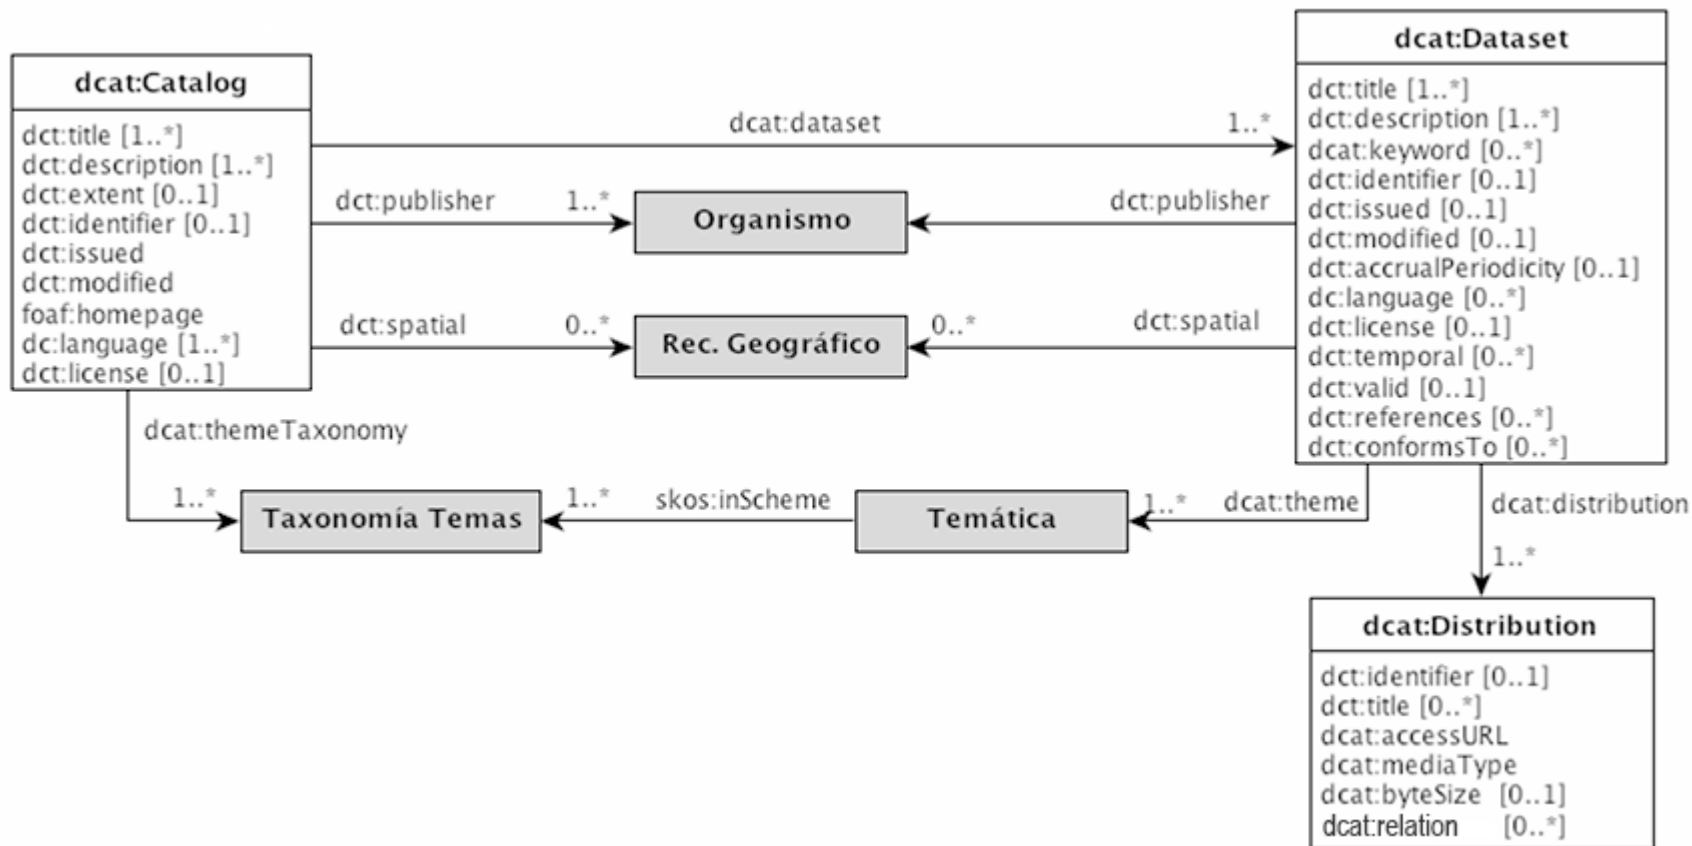 dcat:Catalog
dct:title [1..*]
dct:description [1..*]
dct:extent [0..1]
dct:identifier [0..1]
dct:issued
dct:modified
foaf:homepage
dc:language [1..*]
dct:license [0..1]
dcat:dataset 1..*
dct:publisher 1..*
Organismo
dct:publisher
dct:spatial 0..*
Rec. Geográfico
0..* dct:spatial
dcat:Dataset
dct:title [1..*]
dct:description [1..*]
dcat:keyword [0..*]
dct:identifier [0..1]
dct:issued [0..1]
dct:modified [0..1]
dct:accrualPeriodicity [0..1]
dc:language [0..*]
dct:license [0..1]
dct:temporal [0..*]
dct:valid [0..1]
dct:references [0..*]
dct:conformsTo [0..*]
dcat:themeTaxonomy
1..*
Taxonomía Temas
1..* skos:inScheme
Temática
1..* dcat:theme
dcat:distribution
1..*
dcat:Distribution
dct:identifier [0..1]
dct:title [0..*]
dcat:accessURL
dcat:mediaType
dcat:byteSize [0..1]
dcat:relation [0..*]